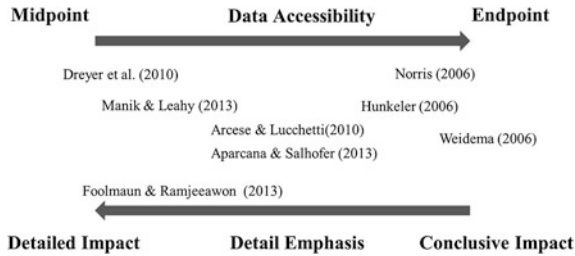 Midpoint Data Accessibility Endpoint
Dreyer et al. (2010) Norris (2006)
Manik & Leahy (2013) Hunkeler (2006)
Arcese & Lucchetti(2010)
Weidema (2006)
Aparcana & Salhofer (2013)
Foolmaun & Ramjeeawon (2013)
Detailed Impact Detail Emphasis Conclusive Impact